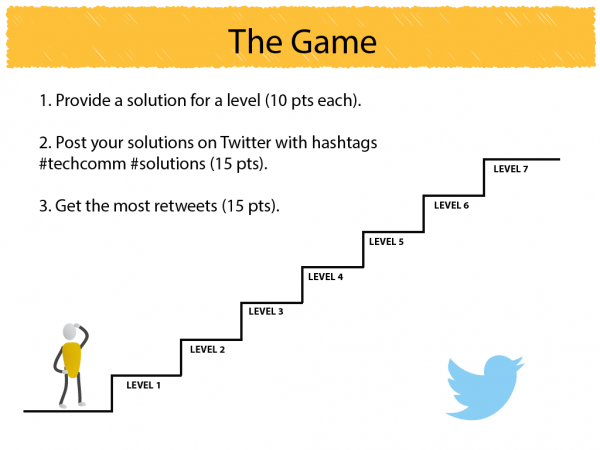 The Game
1. Provide a solution for a level (10 pts each).
2. Post your solutions on Twitter with hashtags
#techcomm #solutions (15 pts).
3. Get the most retweets (15 pts).
LEVEL 7
LEVEL 6
LEVEL 5
LEVEL 4
LEVEL 3
LEVEL 2
LEVEL 1